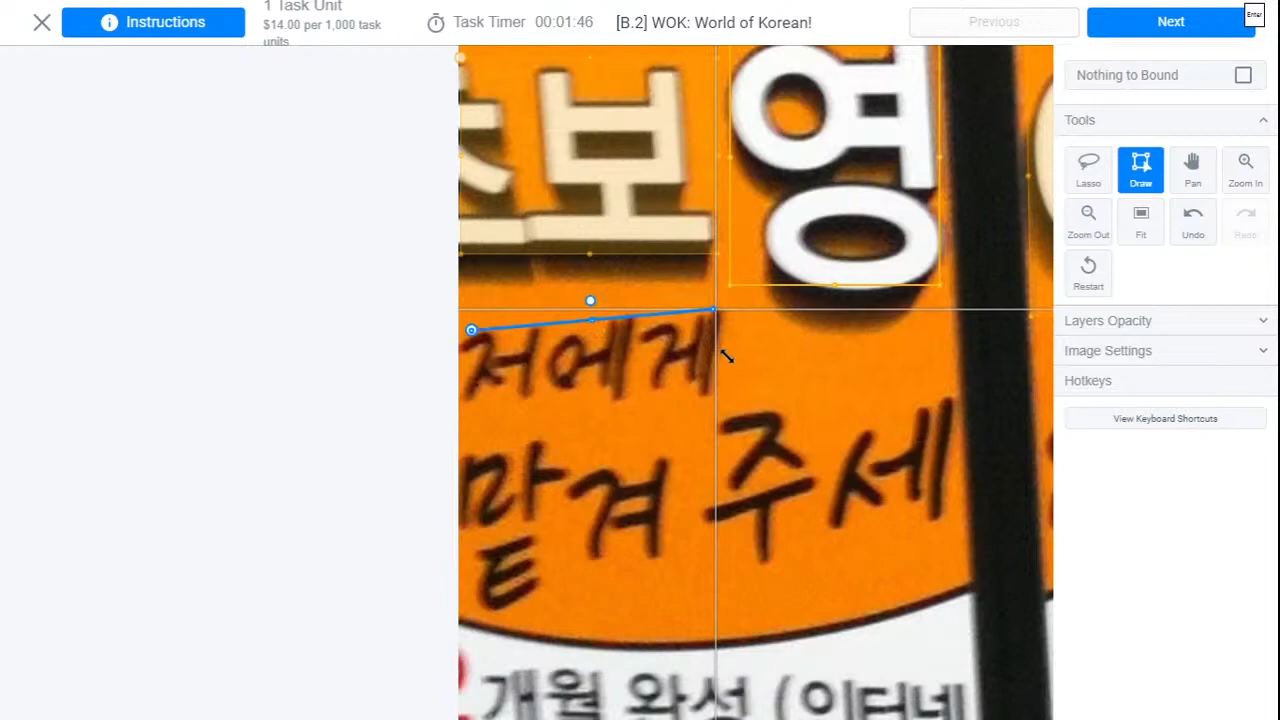 Instructions
1 Task Unit
$14.00 per 1,000 task
units
Task Timer 00:01:46
[B.2] WOK: World of Korean!
Previous
Next
Enter
Nothing to Bound
Tools
Lasso
Draw
Pan
Zoom In
Zoom Out
Fit
Undo
Redo
Restart
Layers Opacity
Image Settings
Hotkeys
View Keyboard Shortcuts
보 영
저에게
맡겨 주세
개월 완성 (인터네